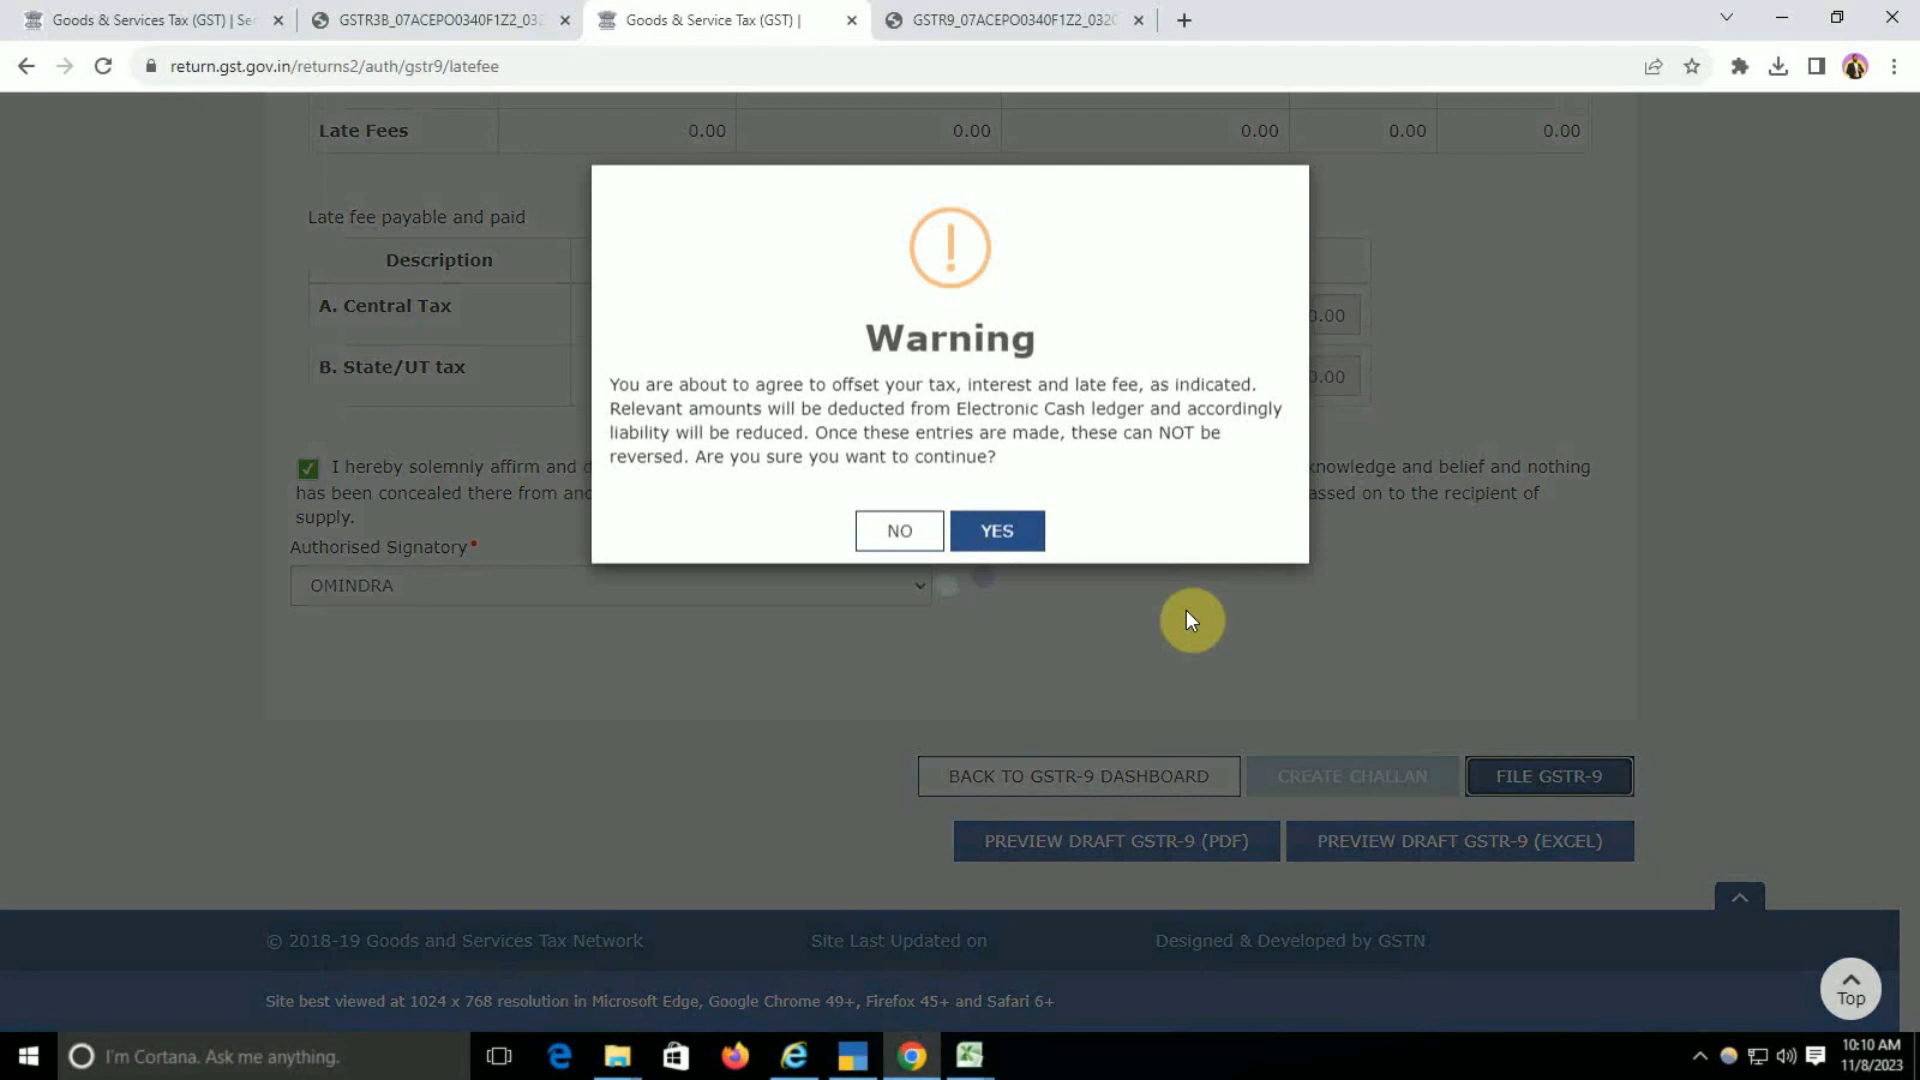 Goods & Services Tax (GST) | Se
GSTR3B_07ACEPO0340F1Z2_03
Goods & Service Tax (GST) |
GSTR9_07ACEPO0340F1Z2_032
return.gst.gov.in/returns2/auth/gstr9/latefee
Late Fees 0.00 0.00 0.00 0.00 0.00
Late fee payable and paid
Description
A. Central Tax 0.00
B. State/UT tax 0.00
Warning
You are about to agree to offset your tax, interest and late fee, as indicated.
Relevant amounts will be deducted from Electronic Cash ledger and accordingly
liability will be reduced. Once these entries are made, these can NOT be
reversed. Are you sure you want to continue?
NO YES
I hereby solemnly affirm and d knowledge and belief and nothing
has been concealed there from and assed on to the recipient of
supply.
Authorised Signatory•
OMINDRA
BACK TO GSTR-9 DASHBOARD CREATE CHALLAN FILE GSTR-9
PREVIEW DRAFT GSTR-9 (PDF) PREVIEW DRAFT GSTR-9 (EXCEL)
© 2018-19 Goods and Services Tax Network Site Last Updated on Designed & Developed by GSTN
Site best viewed at 1024 x 768 resolution in Microsoft Edge, Google Chrome 49+, Firefox 45+ and Safari 6+
Top
I'm Cortana. Ask me anything.
10:10 AM
11/8/2023